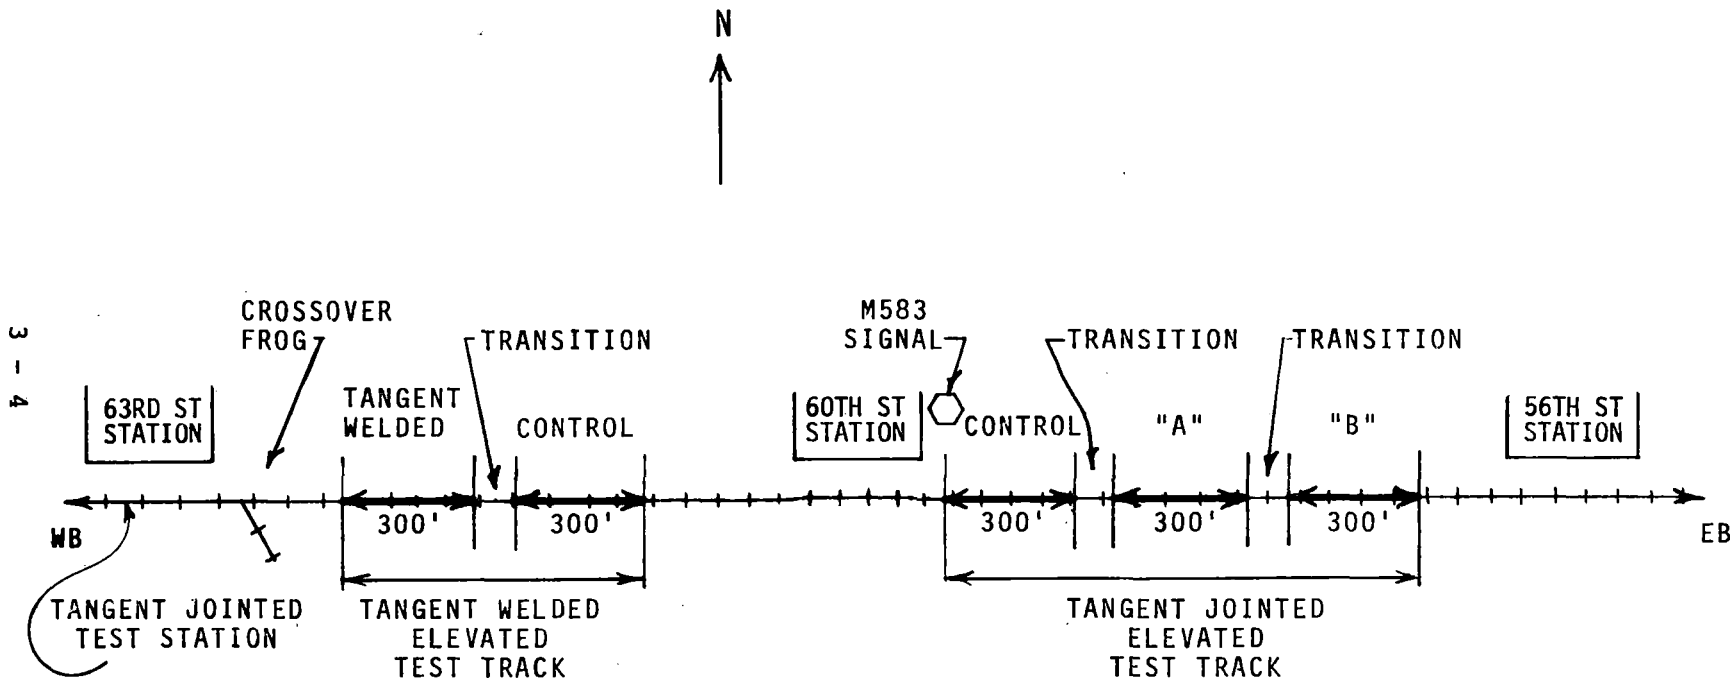 N
3 - 4
CROSSOVER
FROG
TRANSITION
M583
SIGNAL
TRANSITION
TRANSITION
63RD ST
STATION
TANGENT
WELDED
CONTROL
60TH ST
STATION
CONTROL
"A"
"B"
56TH ST
STATION
300'
300'
300'
300'
300'
WB
EB
TANGENT JOINTED
TEST STATION
TANGENT WELDED
ELEVATED
TEST TRACK
TANGENT JOINTED
ELEVATED
TEST TRACK